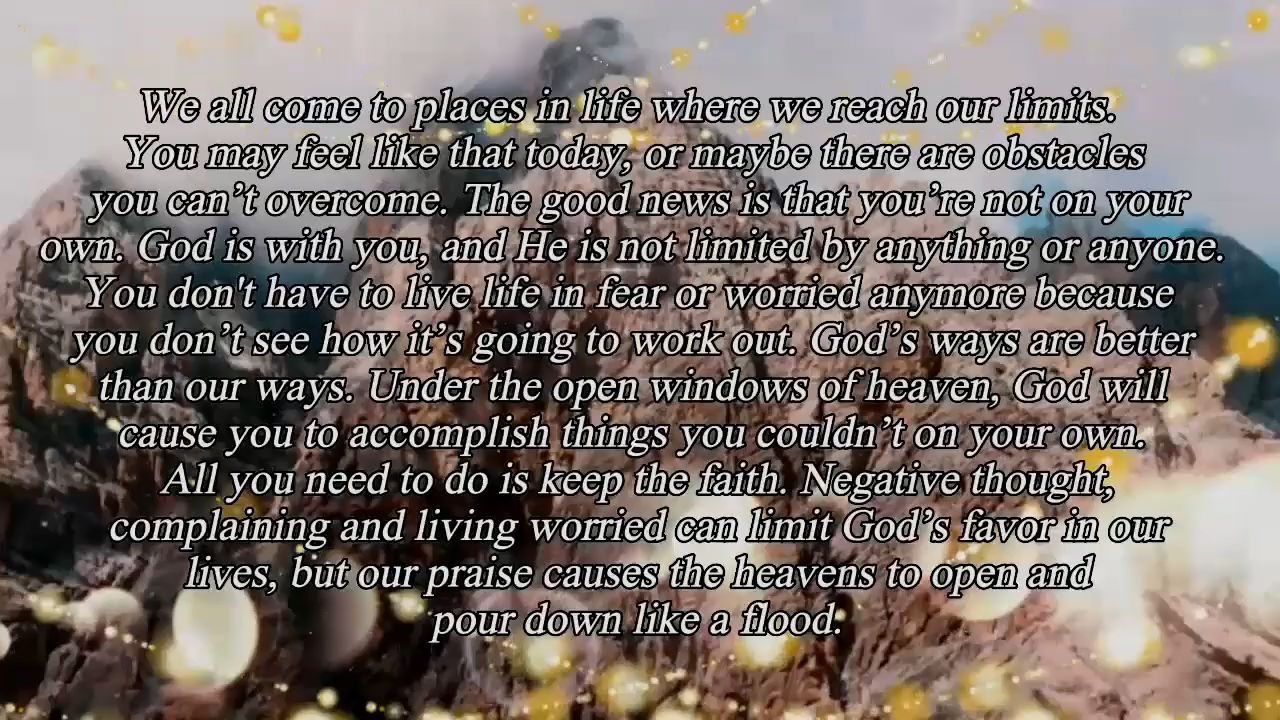 We all come to places in life where we reach our limits.
You may feel like that today, or maybe there are obstacles
you can’t overcome. The good news is that you’re not on your
own. God is with you, and He is not limited by anything or anyone.
You don't have to live life in fear or worried anymore because
you don’t see how it’s going to work out. God’s ways are better
than our ways. Under the open windows of heaven, God will
cause you to accomplish things you couldn’t on your own.
All you need to do is keep the faith. Negative thought,
complaining and living worried can limit God’s favor in our
lives, but our praise causes the heavens to open and
pour down like a flood.